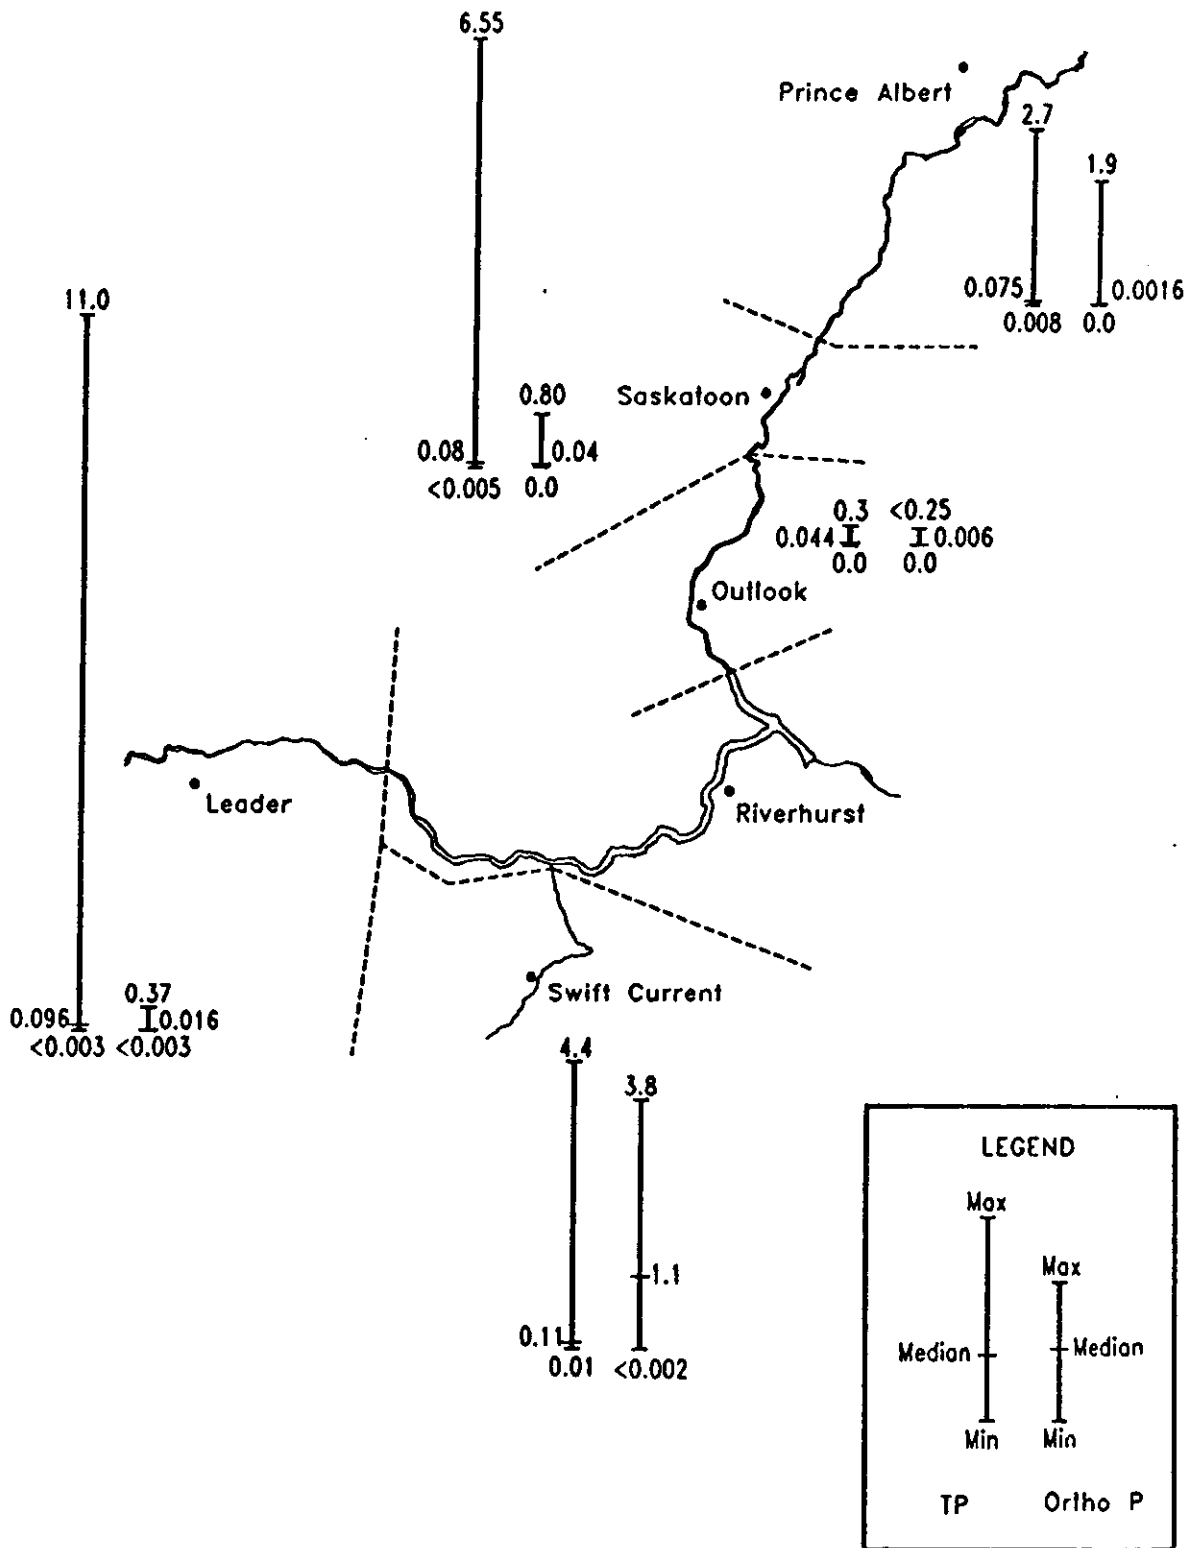 6.55
Prince Albert
2.7
1.9
0.075
0.0016
0.008
0.0
11.0
Saskatoon
0.80
0.08
0.04
<0.005
0.0
0.3
<0.25
0.044
0.006
0.0
0.0
Outlook
Leader
Riverhurst
Swift Current
0.37
0.096
0.016
<0.003
<0.003
4.4
3.8
1.1
0.11
0.01
<0.002
LEGEND
Max
Max
Median
Median
Min
Min
TP
Ortho P